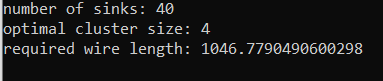 number of sinks: 40
optimal cluster size: 4
required wire length: 1046.7790490600298